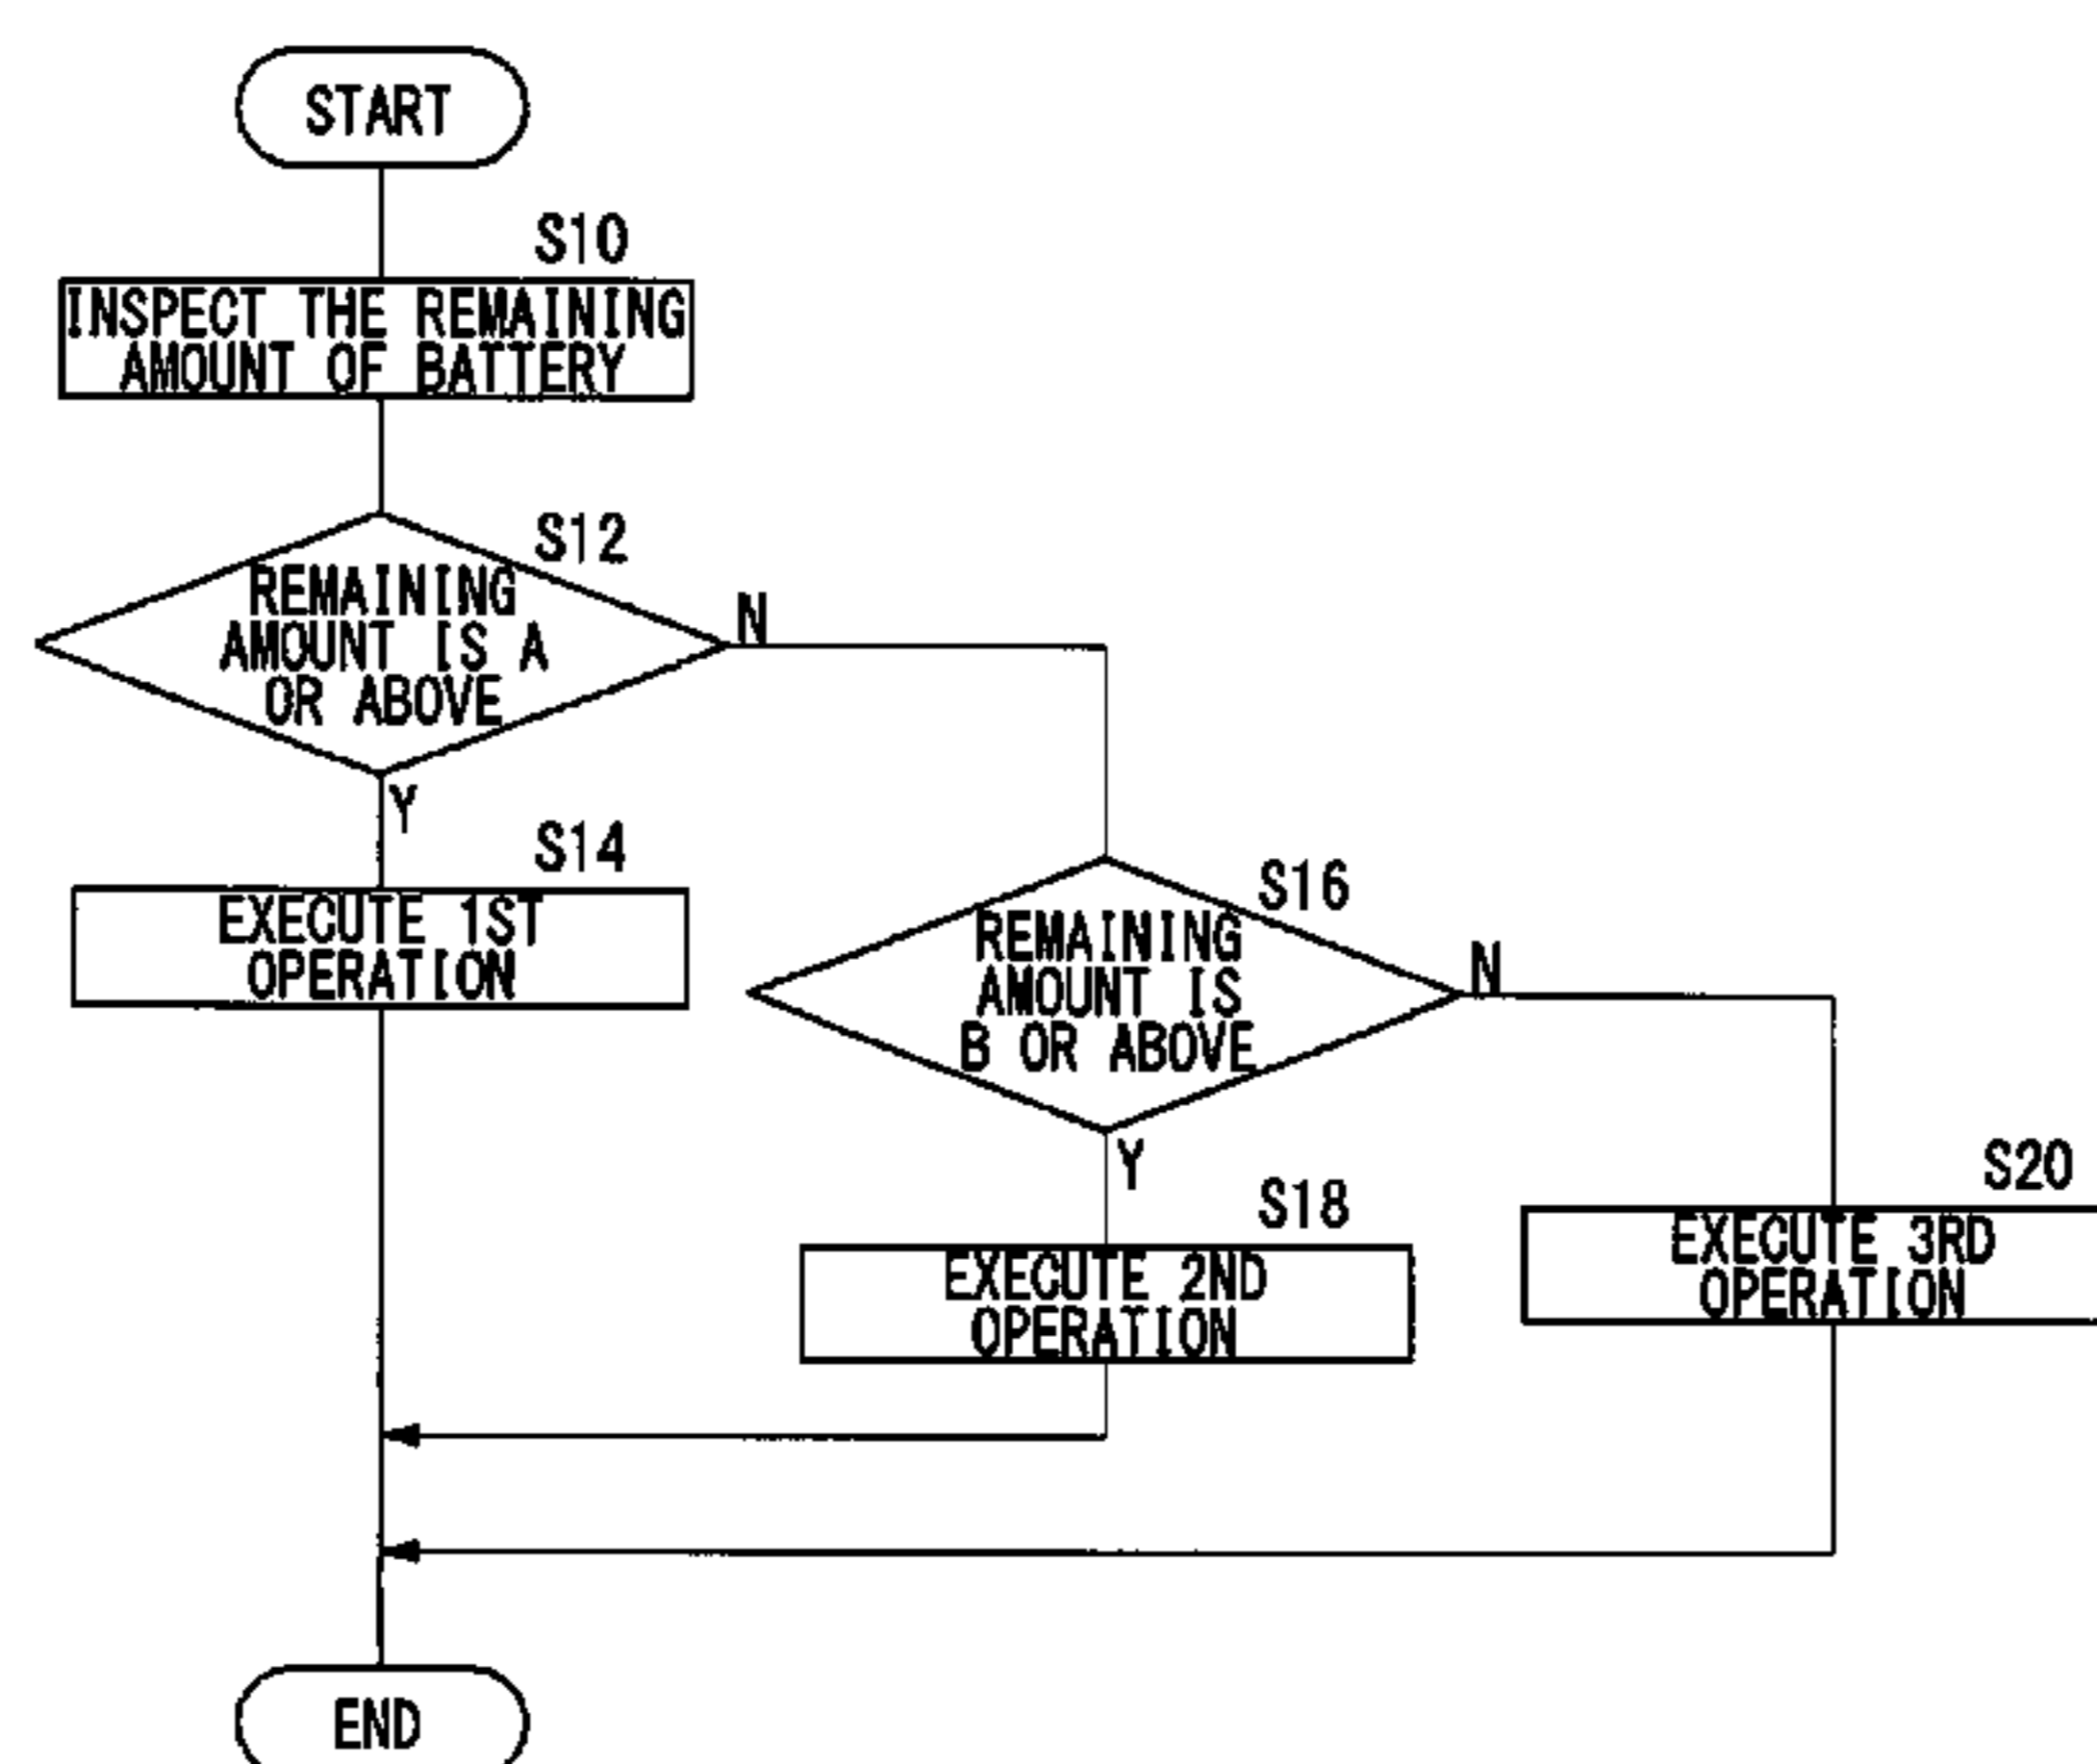 START
S10
INSPECT THE REMAINING
AMOUNT OF BATTERY
S12
REMAINING
AMOUNT IS A
OR ABOVE
N
Y
S14
EXECUTE 1ST
OPERATION
S16
REMAINING
AMOUNT IS
B OR ABOVE
N
Y
S18
EXECUTE 2ND
OPERATION
S20
EXECUTE 3RD
OPERATION
END